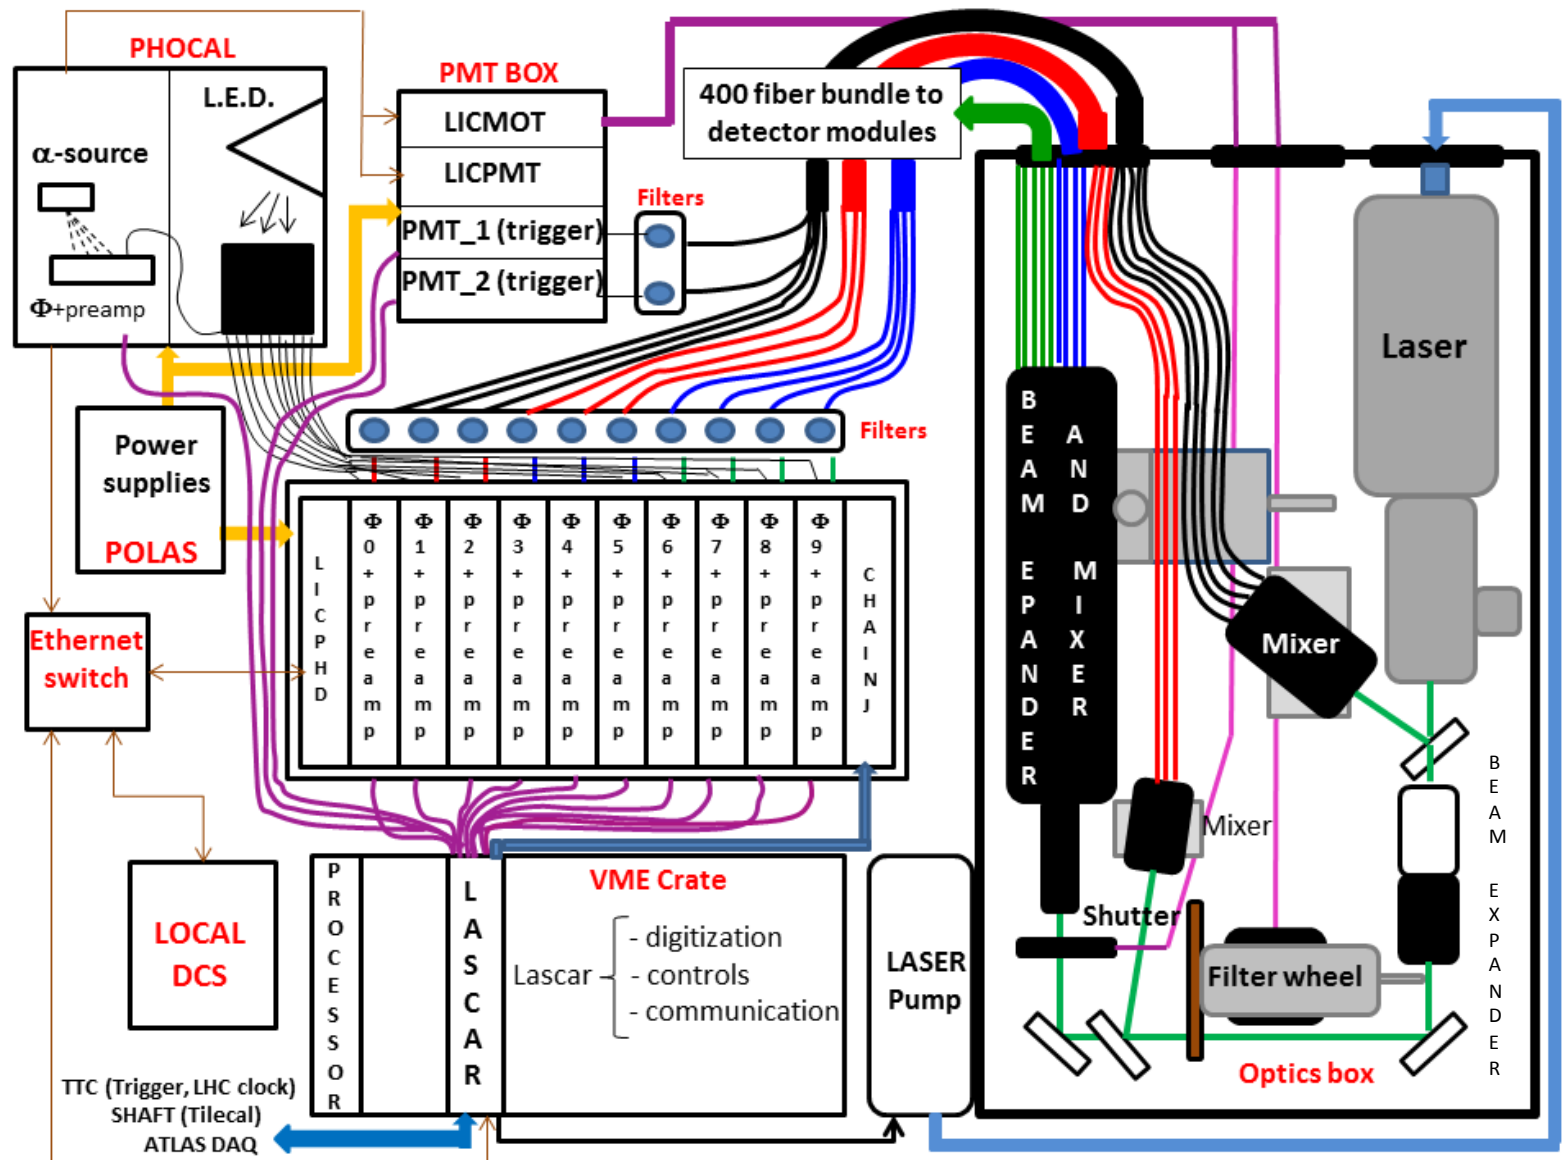 PHOCAL
L.E.D.
α-source
Φ+preamp
PMT BOX
LICMOT
LICPMT
PMT_1 (trigger)
PMT_2 (trigger)
Filters
400 fiber bundle to
detector modules
Filters
Power
supplies
POLAS
Ethernet
switch
LOCAL
DCS
LICPHD
Φ0+preamp
Φ1+preamp
Φ2+preamp
Φ3+preamp
Φ4+preamp
Φ5+preamp
Φ6+preamp
Φ7+preamp
Φ8+preamp
Φ9+preamp
CHAINJ
PROCESSOR
LASCAR
VME Crate
Lascar
- digitization
- controls
- communication
TTC (Trigger, LHC clock)
SHAFT (Tilecal)
ATLAS DAQ
LASER
Pump
BEAM EPANDER
AND MIXER
Laser
Mixer
Mixer
Shutter
Filter wheel
BEAM EXPANDER
Optics box